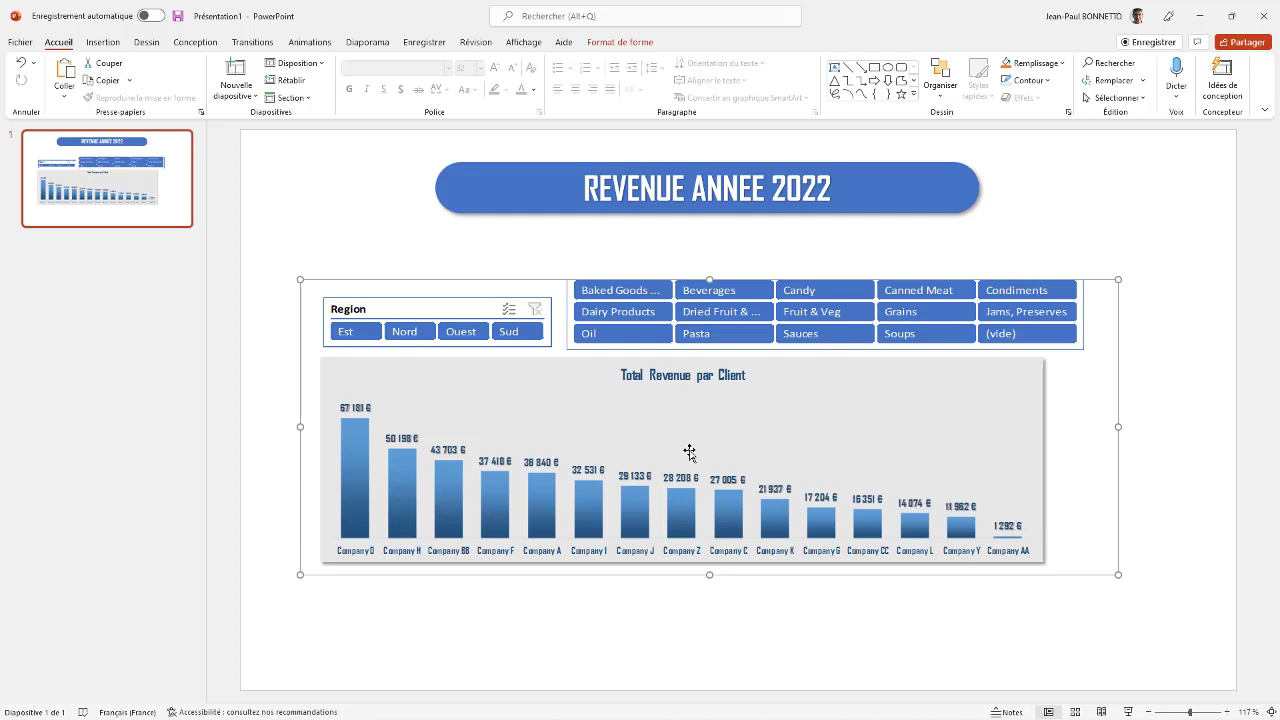 Enregistrement automatique
Présentation1 - PowerPoint
Rechercher (Alt+Q)
Jean-Paul BONNETTO
Fichier Accueil Insertion Dessin Conception Transitions Animations Diaporama Enregistrer Révision Affichage Aide Format de forme
Enregistrer
Partager
Annuler
Coller
Couper
Copier
Reproduire la mise en forme
Presse-papiers
Nouvelle diapositive
Disposition
Rétablir
Section
Diapositives
32
G I S S ab AV Aa A
Police
Orientation du texte
Aligner le texte
Convertir en graphique SmartArt
Paragraphe
Organiser
Styles rapides
Remplissage
Contour
Effets
Dessin
Rechercher
Remplacer
Sélectionner
Édition
Dicter
Voix
Idées de conception
Concepteur
1
REVENUE ANNEE 2022
REVENUE ANNEE 2022
Baked Goods ... Beverages Candy Canned Meat Condiments
Dairy Products Dried Fruit & ... Fruit & Veg Grains Jams, Preserves
Oil Pasta Sauces Soups (vide)
Region
Est Nord Ouest Sud
Total Revenue par Client
67 181 € 50 198 € 43 703 € 37 418 € 36 840 € 32 531 € 29 133 € 28 208 € 27 005 € 21 937 € 17 204 € 16 351 € 14 074 € 11 962 € 1 292 €
Company D Company H Company BB Company F Company A Company I Company J Company Z Company C Company K Company G Company CC Company L Company Y Company AA
Diapositive 1 de 1
Français (France)
Accessibilité : consultez nos recommandations
Notes
117 %